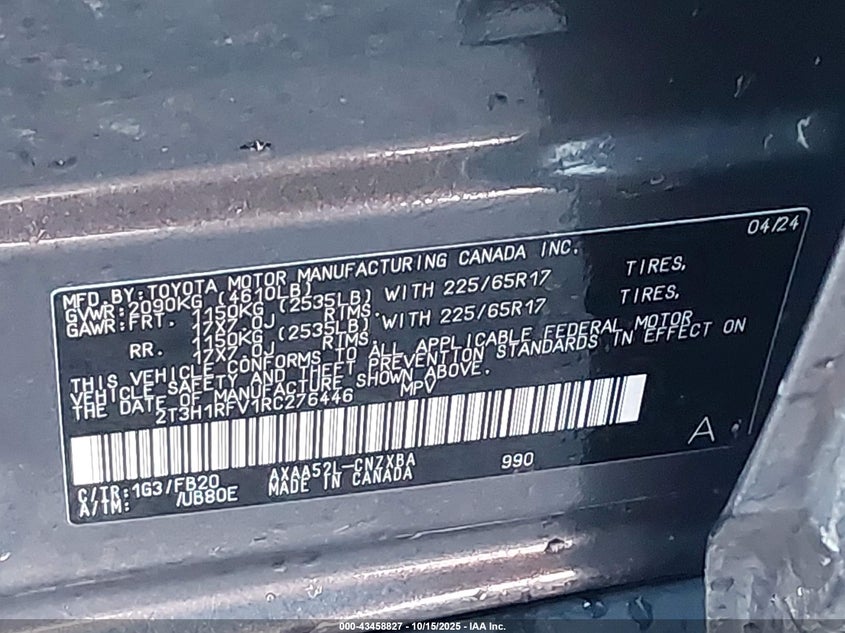 04/24
MFD.BY:TOYOTA MOTOR MANUFACTURING CANADA INC.
GVWR:2090KG (4610LB)
GAWR:FRT. 1150KG (2535LB) WITH 225/65R17 TIRES,
17X7.0J RIMS.
RR. 1150KG (2535LB) WITH 225/65R17 TIRES,
17X7.0J RIMS.
THIS VEHICLE CONFORMS TO ALL APPLICABLE FEDERAL MOTOR
VEHICLE SAFETY AND THEFT PREVENTION STANDARDS IN EFFECT ON
THE DATE OF MANUFACTURE SHOWN ABOVE.
2T3H1RFV1RC276446 MPV
A
C/TR:1G3/FB20 AXAA52L-CNZXBA 990
A/TM: /UB80E MADE IN CANADA
000-43458827 - 10/15/2025 - IAA Inc.